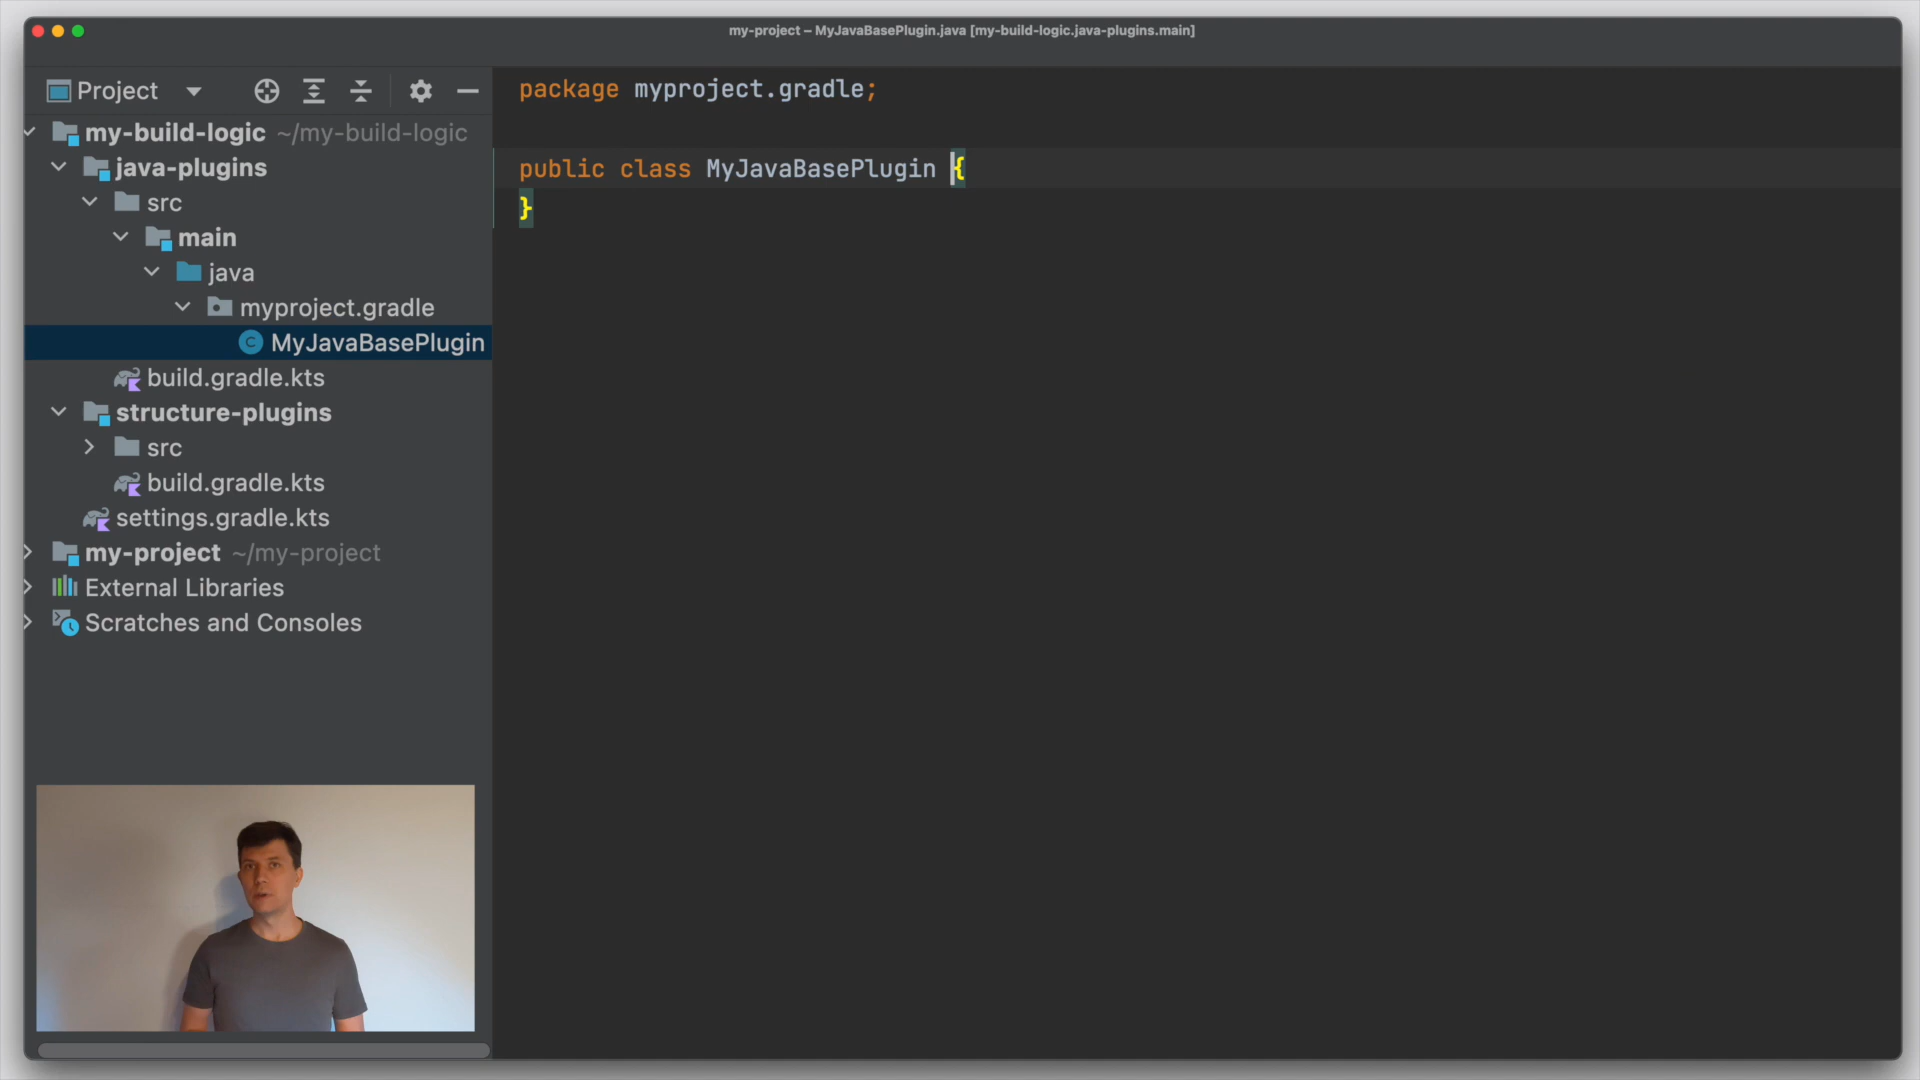 my-project – MyJavaBasePlugin.java [my-build-logic.java-plugins.main]
Project
my-build-logic ~/my-build-logic
java-plugins
src
main
java
myproject.gradle
MyJavaBasePlugin
build.gradle.kts
structure-plugins
src
build.gradle.kts
settings.gradle.kts
my-project ~/my-project
External Libraries
Scratches and Consoles
package myproject.gradle;
public class MyJavaBasePlugin {
}